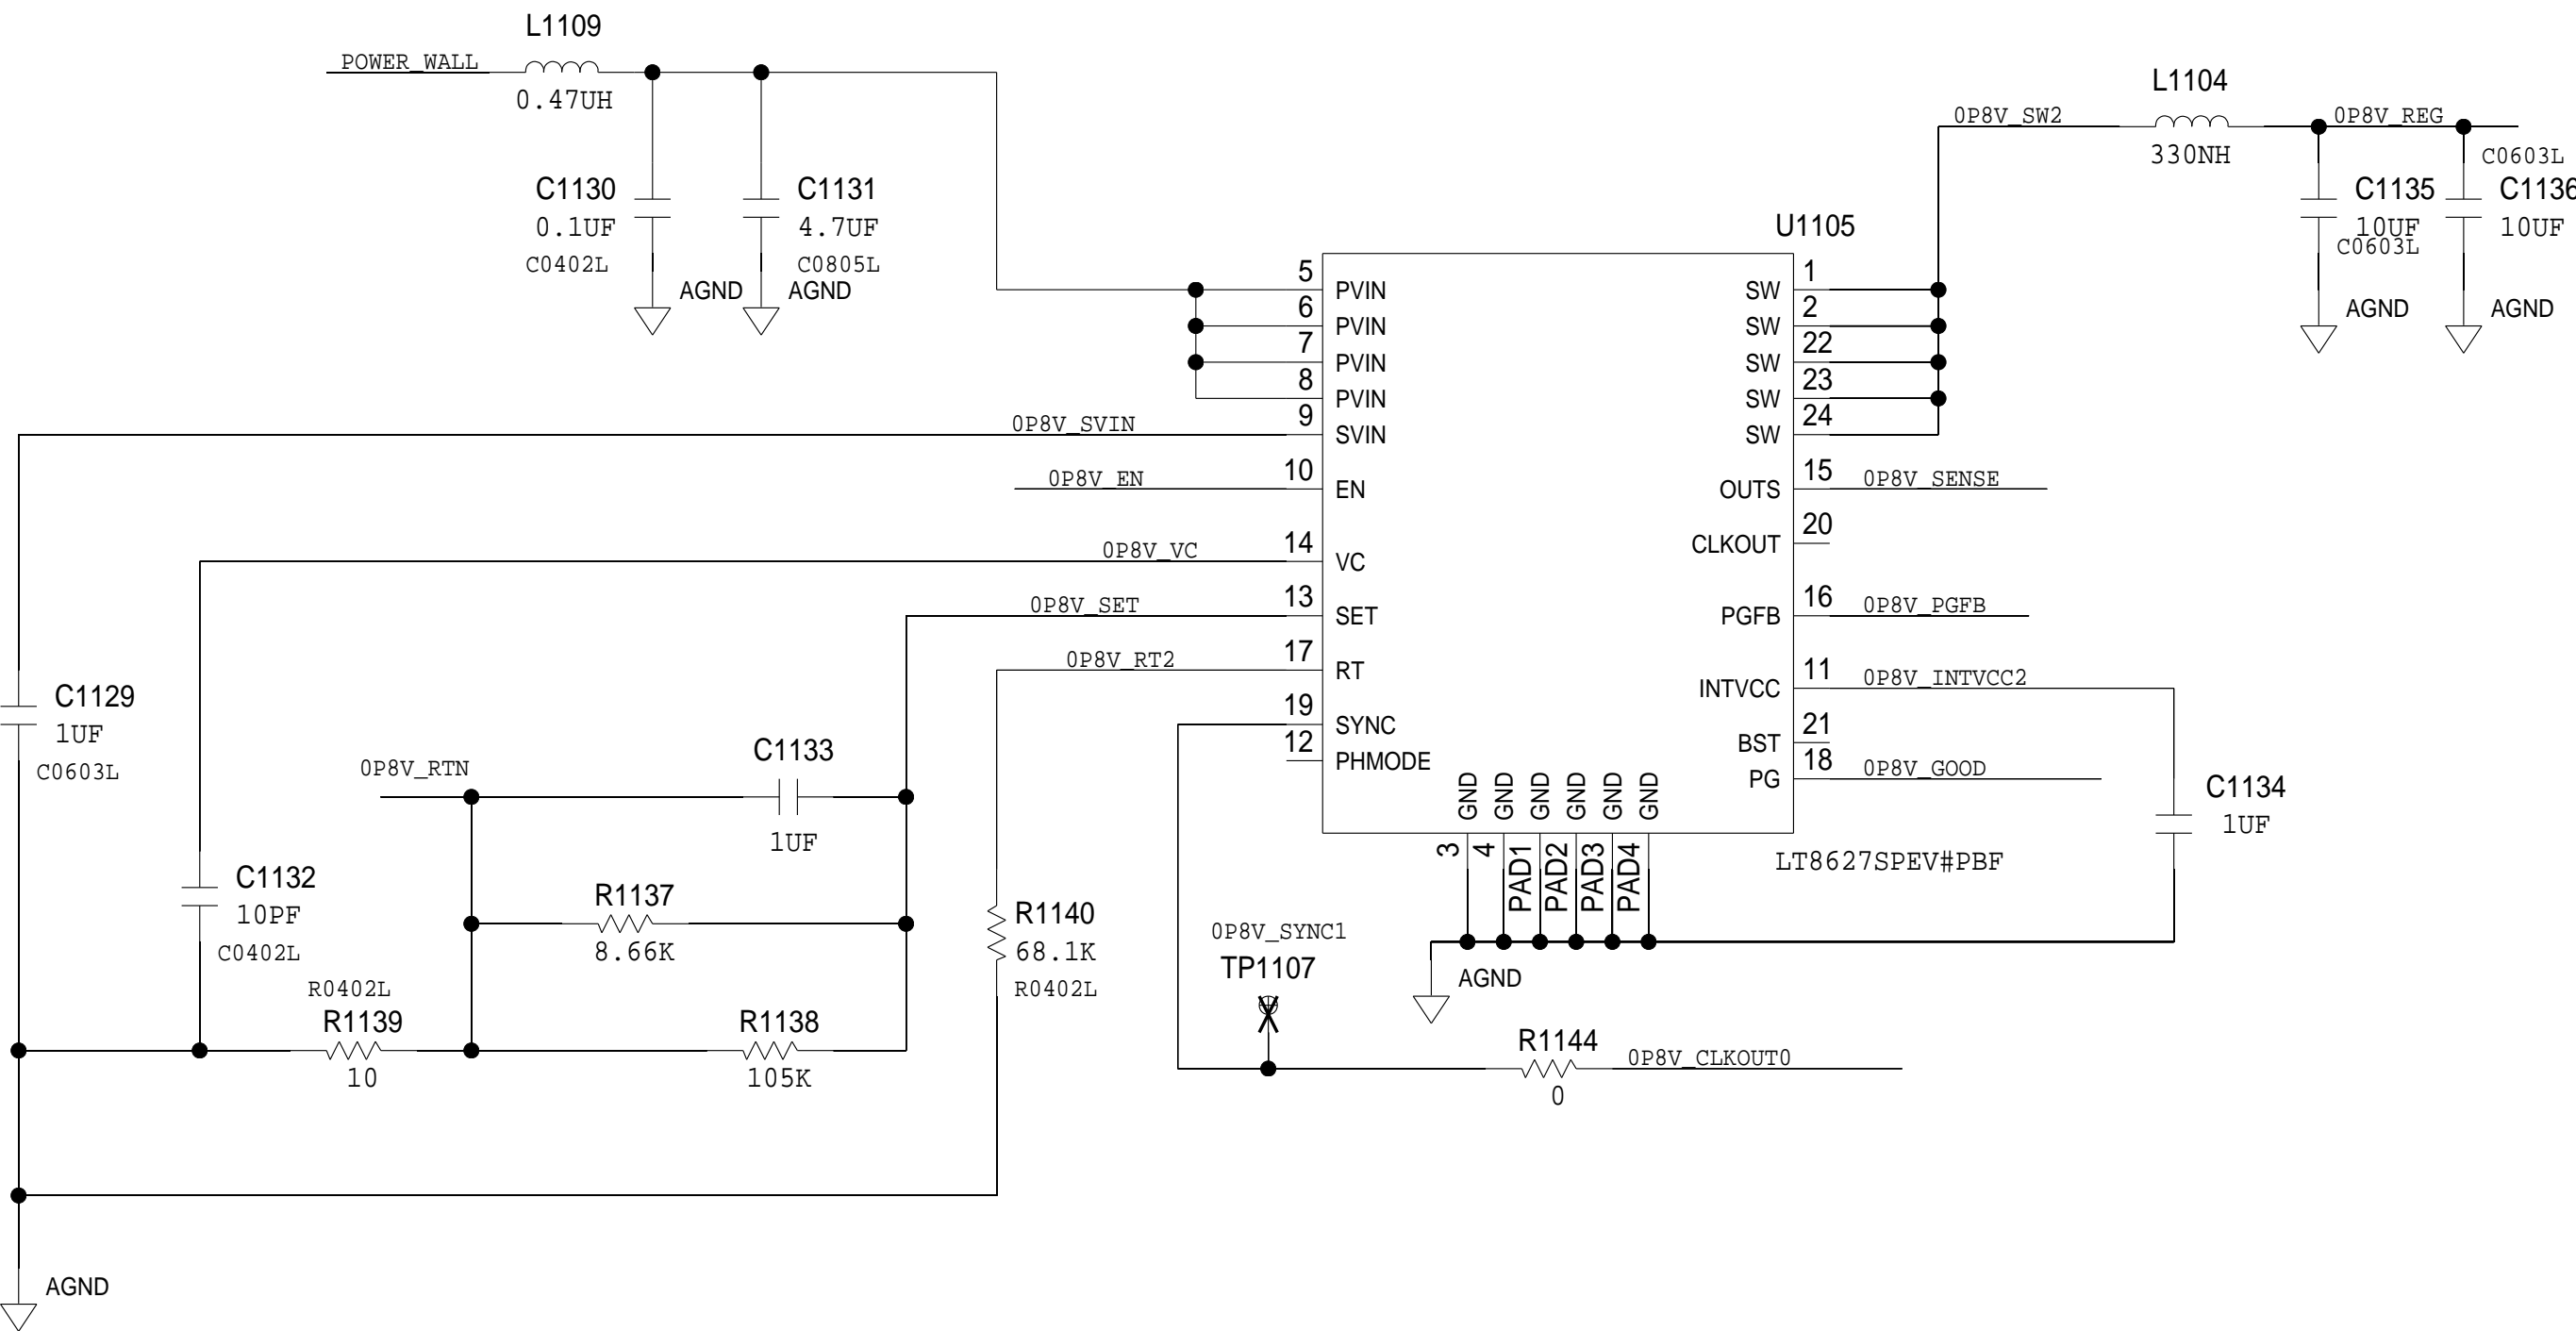 L1109
POWER_WALL
0.47UH
L1104
0P8V_SW2
0P8V_REG
330NH
C0603L
C1130
0.1UF
C0402L
AGND
C1131
4.7UF
C0805L
AGND
C1135
10UF
C0603L
AGND
C1136
10UF
AGND
U1105
5
PVIN
6
PVIN
7
PVIN
8
PVIN
0P8V_SVIN
9
SVIN
0P8V_EN
10
EN
0P8V_VC
14
VC
0P8V_SET
13
SET
0P8V_RT2
17
RT
19
SYNC
12
PHMODE
1
SW
2
SW
22
SW
23
SW
24
SW
15
OUTS
0P8V_SENSE
20
CLKOUT
16
PGFB
0P8V_PGFB
11
INTVCC
0P8V_INTVCC2
21
BST
18
PG
0P8V_GOOD
GND
GND
GND
GND
GND
GND
3
4
PAD1
PAD2
PAD3
PAD4
LT8627SPEV#PBF
C1134
1UF
AGND
C1129
1UF
C0603L
0P8V_RTN
C1133
1UF
C1132
10PF
C0402L
R1137
8.66K
R1140
68.1K
R0402L
R0402L
R1139
10
R1138
105K
0P8V_SYNC1
TP1107
R1144
0
0P8V_CLKOUT0
AGND